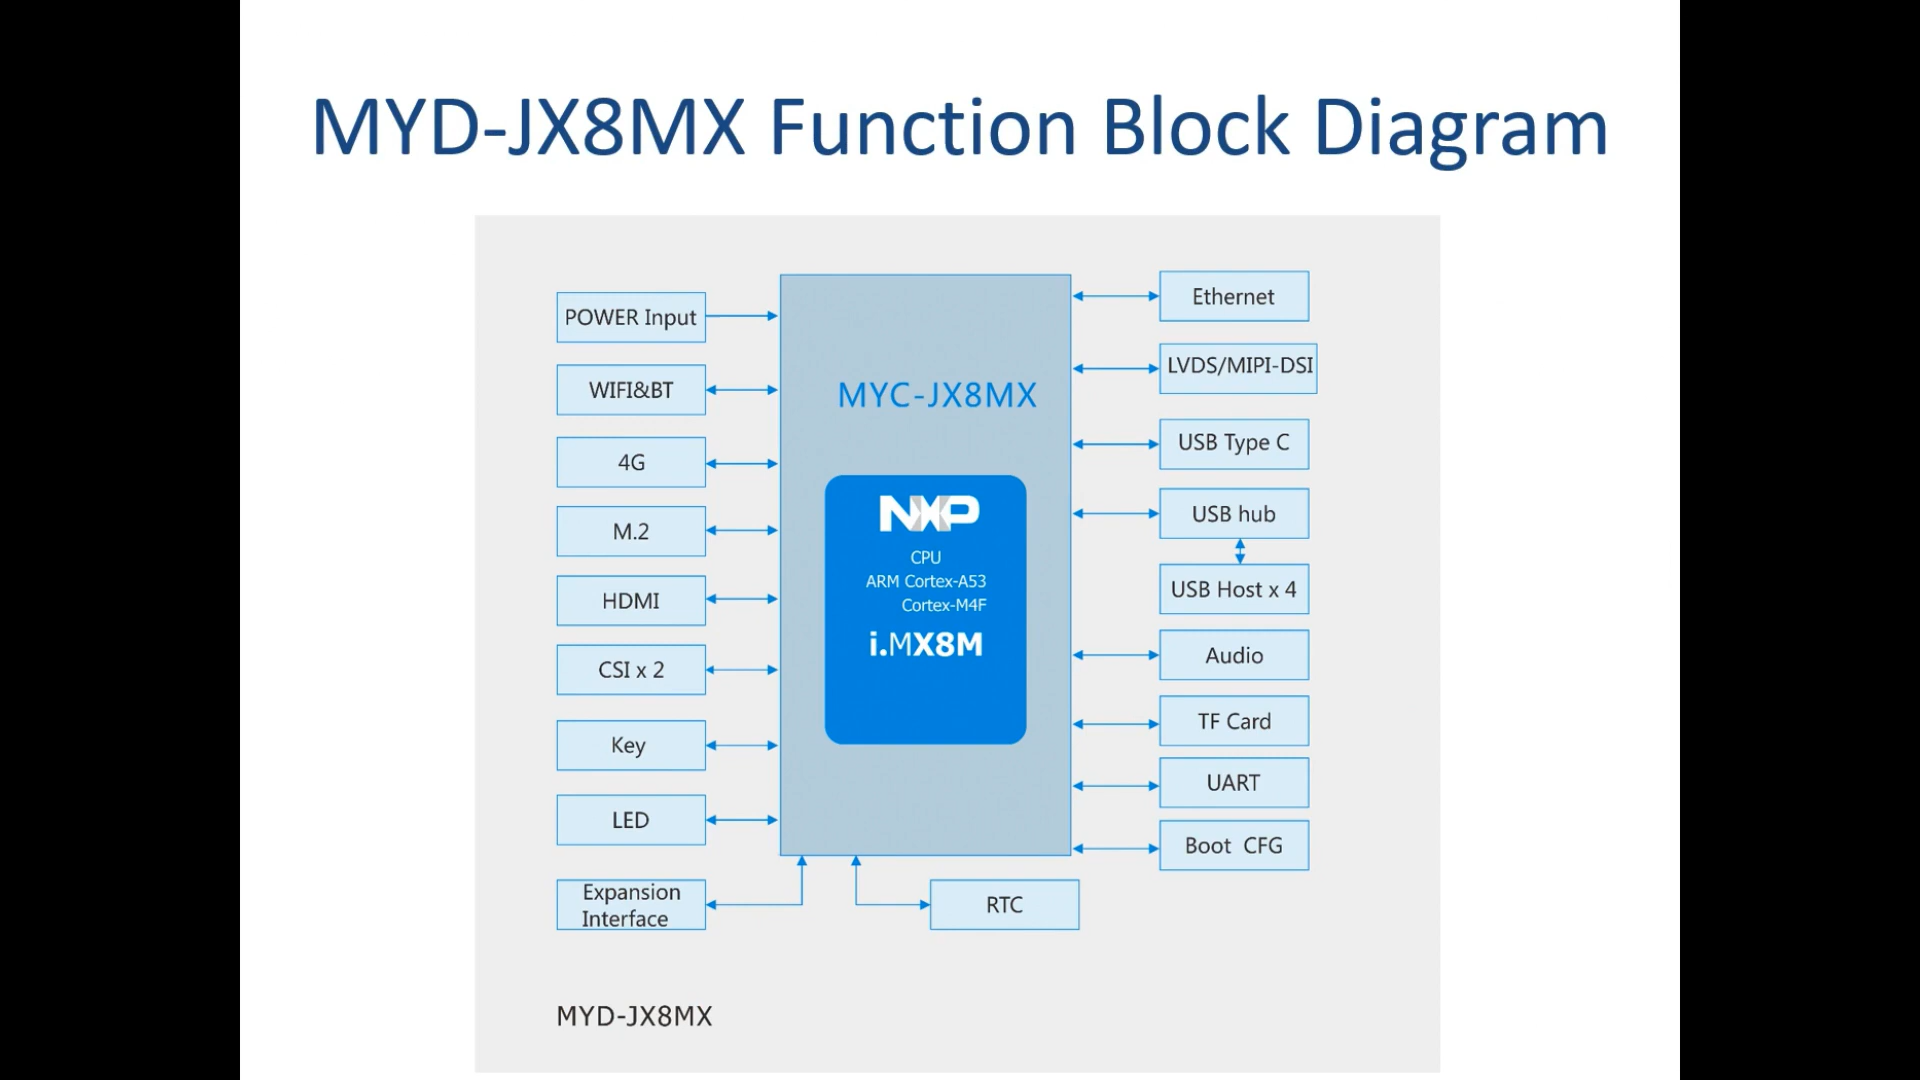 MYD-JX8MX Function Block Diagram
POWER Input
WIFI&BT
4G
M.2
HDMI
CSI x 2
Key
LED
Expansion
Interface
MYC-JX8MX
NXP
CPU
ARM Cortex-A53
Cortex-M4F
i.MX8M
Ethernet
LVDS/MIPI-DSI
USB Type C
USB hub
USB Host x 4
Audio
TF Card
UART
Boot CFG
RTC
MYD-JX8MX